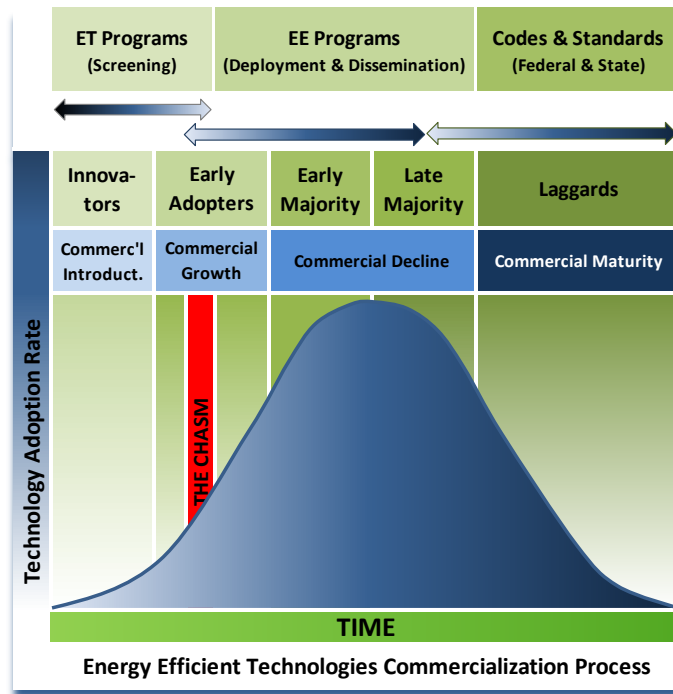 ET Programs
(Screening)
EE Programs
(Deployment & Dissemination)
Codes & Standards
(Federal & State)
Innova-
tors
Early
Adopters
Early
Majority
Late
Majority
Laggards
Commerc'l
Introduct.
Commercial
Growth
Commercial Decline
Commercial Maturity
Technology Adoption Rate
THE CHASM
TIME
Energy Efficient Technologies Commercialization Process